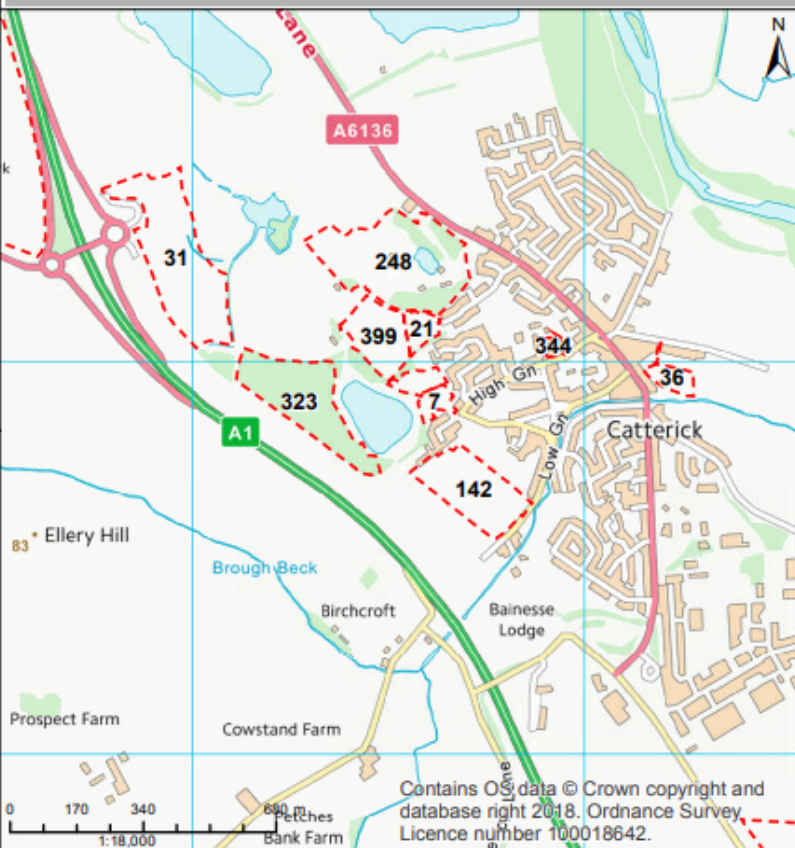 Lane
N
A6136
k
31
248
399
21
344
36
High Gn
7
323
A1
Catterick
Low Gn
142
83
Ellery Hill
Brough Beck
Birchcroft
Bainesse
Lodge
Prospect Farm
Cowstand Farm
Lane
0 170 340 680 m
1:18,000
Bank Farm
Contains OS data © Crown copyright and
database right 2018. Ordnance Survey
Licence number 100018642.